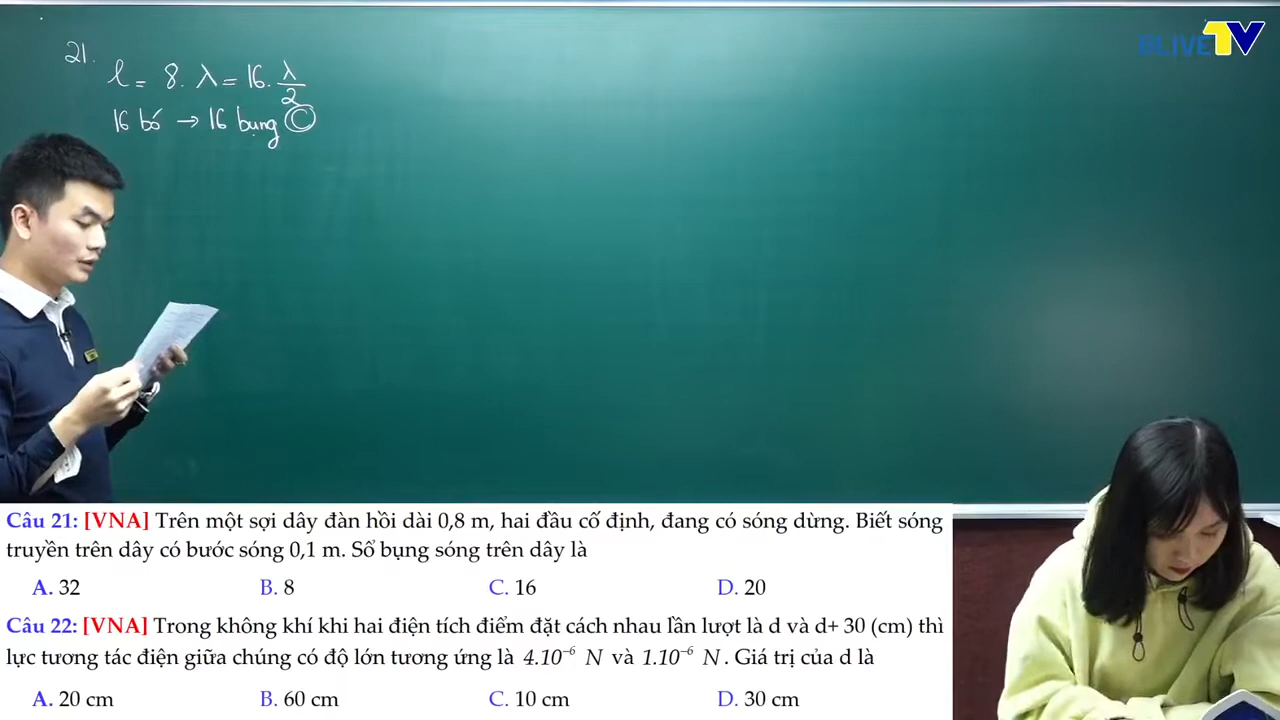 BLIVE TV
21.
l = 8. λ = 16. λ/2
16 bó → 16 bụng C
Câu 21: [VNA] Trên một sợi dây đàn hồi dài 0,8 m, hai đầu cố định, đang có sóng dừng. Biết sóng
truyền trên dây có bước sóng 0,1 m. Số bụng sóng trên dây là
A. 32 B. 8 C. 16 D. 20
Câu 22: [VNA] Trong không khí khi hai điện tích điểm đặt cách nhau lần lượt là d và d+ 30 (cm) thì
lực tương tác điện giữa chúng có độ lớn tương ứng là 4.10⁻⁶ N và 1.10⁻⁶ N. Giá trị của d là
A. 20 cm B. 60 cm C. 10 cm D. 30 cm